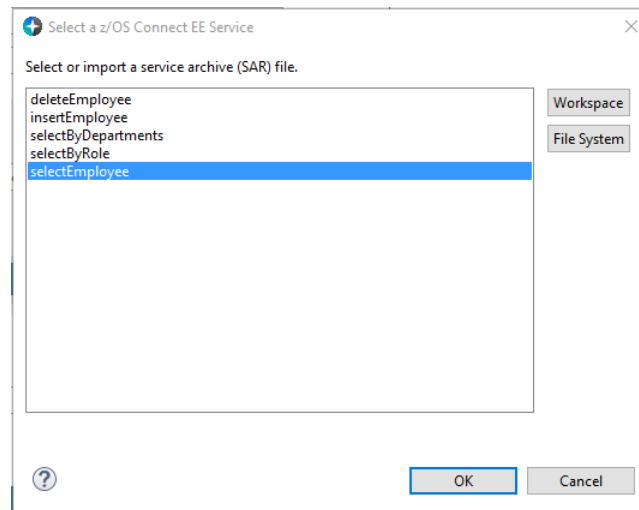 Select a z/OS Connect EE Service
Select or import a service archive (SAR) file.
deleteEmployee
insertEmployee
selectByDepartments
selectByRole
selectEmployee
Workspace
File System
?
OK
Cancel